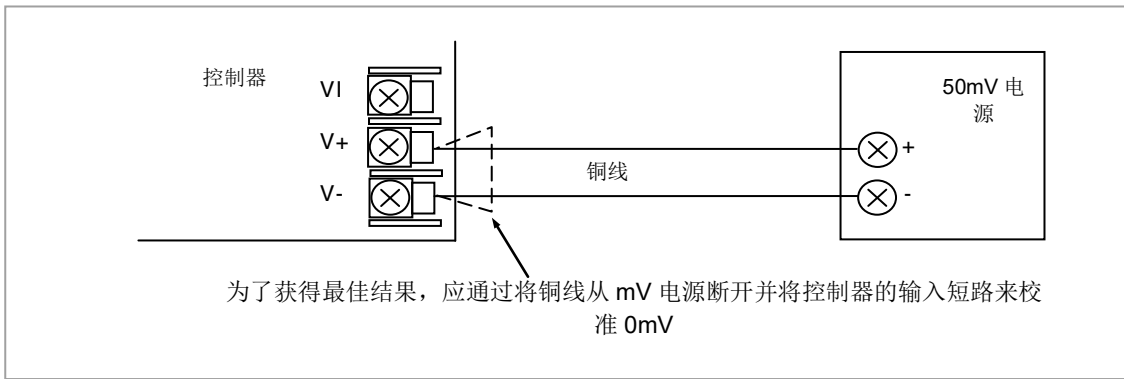 控制器
VI
V+
V-
铜线
50mV 电
源
+
-
为了获得最佳结果，应通过将铜线从 mV 电源断开并将控制器的输入短路来校
准 0mV